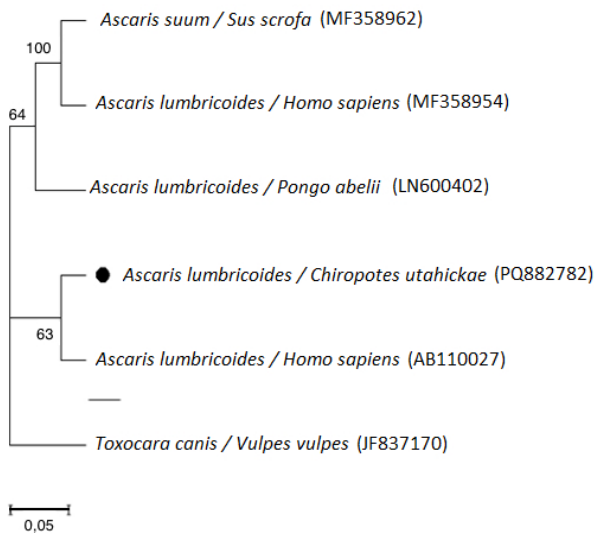 Ascaris suum / Sus scrofa (MF358962)
100
Ascaris lumbricoides / Homo sapiens (MF358954)
64
Ascaris lumbricoides / Pongo abelii (LN600402)
Ascaris lumbricoides / Chiropotes utahickae (PQ882782)
63
Ascaris lumbricoides / Homo sapiens (AB110027)
Toxocara canis / Vulpes vulpes (JF837170)
0,05